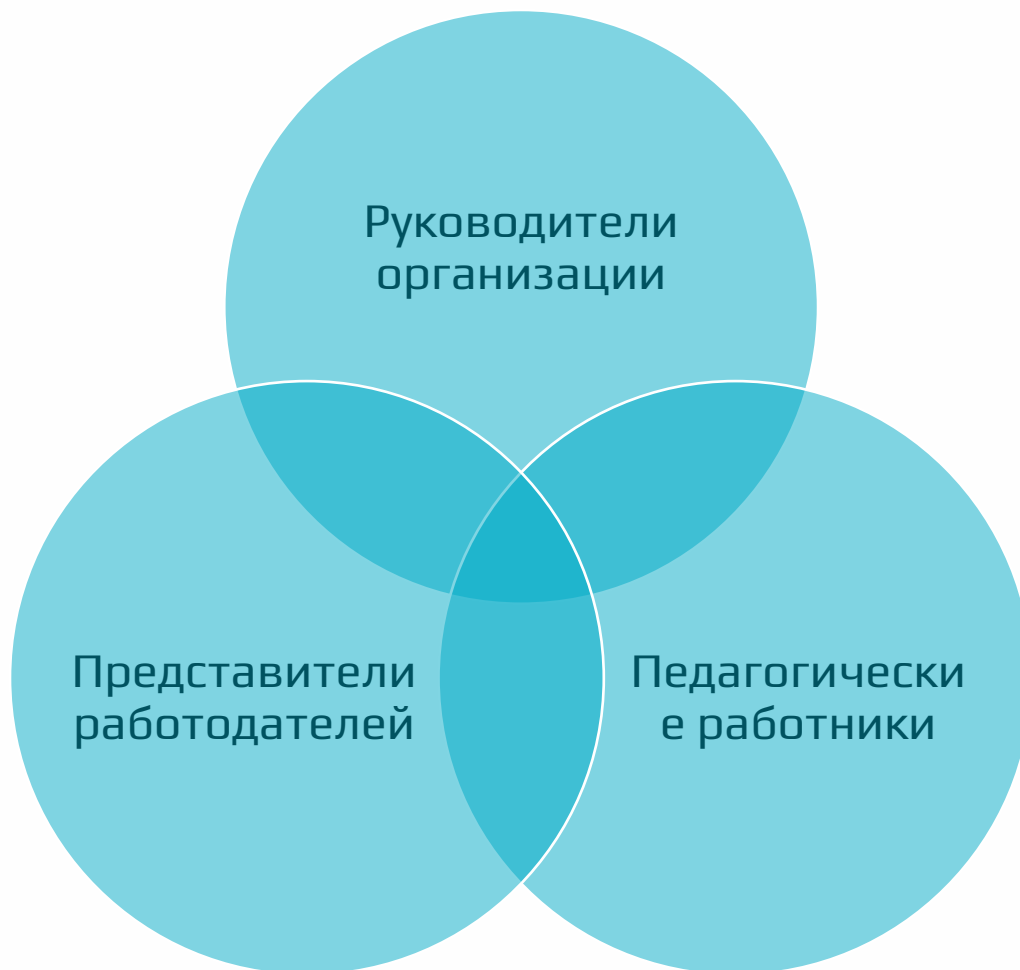 Руководители
организации
Представители
работодателей
Педагогически
е работники